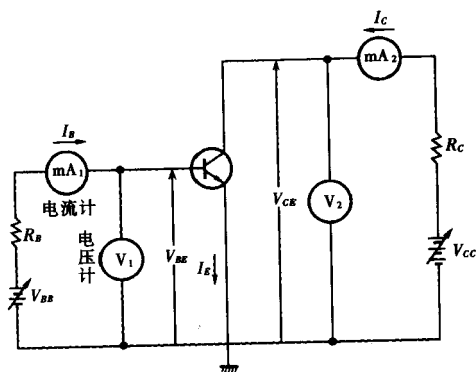 I_C
mA₂
I_B
mA₁
电流计
R_B
电压计
V₁
V_BE
I_E
V_CE
V₂
R_C
V_CC
V_BB